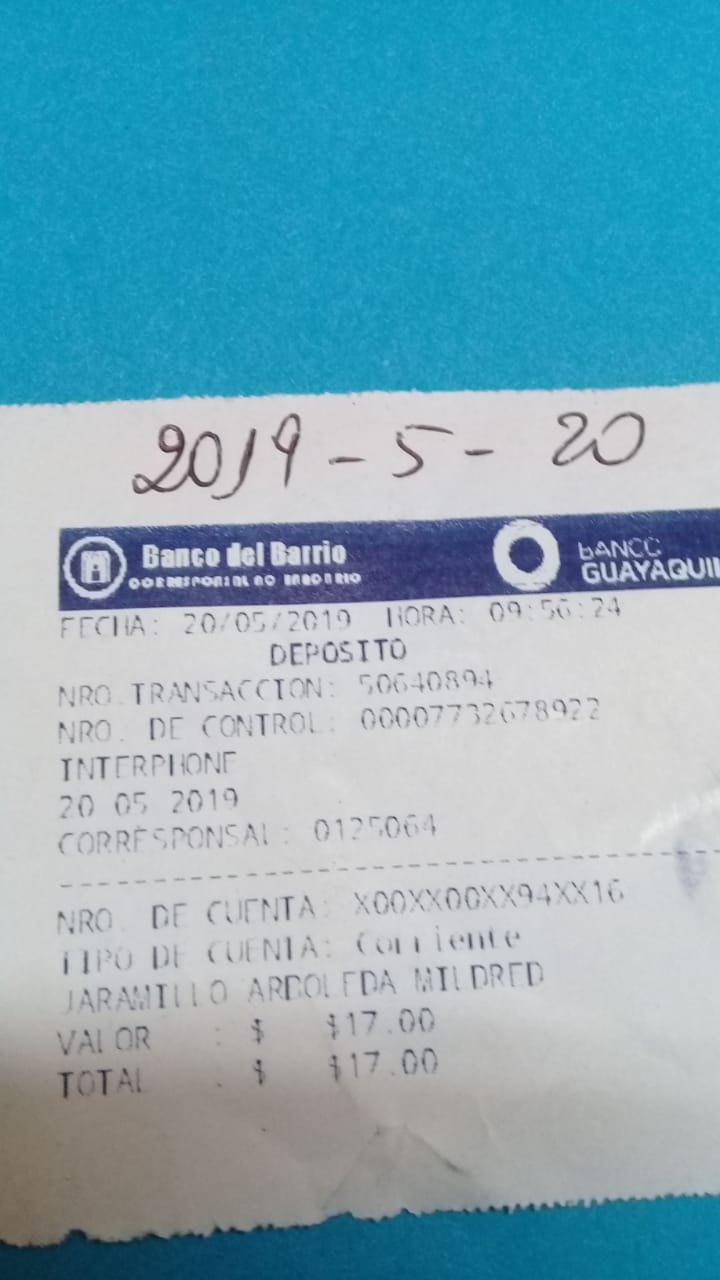 2019-5-20
Banco del Barrio
CORRESPONSAL NO BANCARIO
BANCO
GUAYAQUIL
FECHA: 20/05/2019 HORA: 09:56:24
DEPOSITO
NRO.TRANSACCION: 50640894
NRO. DE CONTROL: 00007732678922
INTERPHONE
20 05 2019
CORRESPONSAL: 0125064
NRO. DE CUENTA: X00XX00XX94XX16
TIPO DE CUENTA: Corriente
JARAMILLO ARBOLEDA MILDRED
VALOR : $ $17.00
TOTAL : $ $17.00